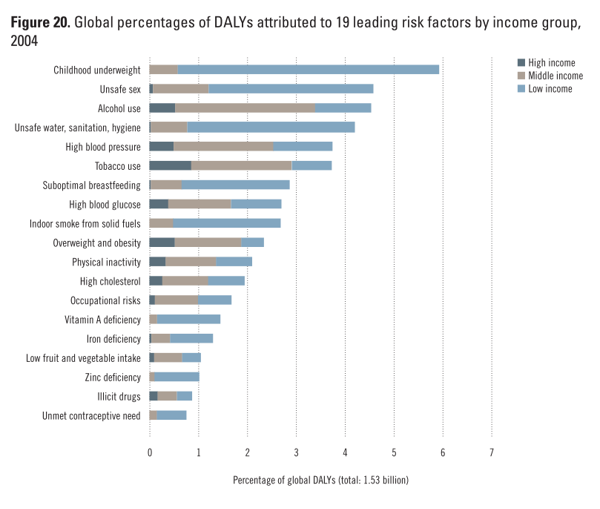 Figure 20. Global percentages of DALYs attributed to 19 leading risk factors by income group,
2004
High income
Middle income
Low income
Childhood underweight
Unsafe sex
Alcohol use
Unsafe water, sanitation, hygiene
High blood pressure
Tobacco use
Suboptimal breastfeeding
High blood glucose
Indoor smoke from solid fuels
Overweight and obesity
Physical inactivity
High cholesterol
Occupational risks
Vitamin A deficiency
Iron deficiency
Low fruit and vegetable intake
Zinc deficiency
Illicit drugs
Unmet contraceptive need
0 1 2 3 4 5 6 7
Percentage of global DALYs (total: 1.53 billion)